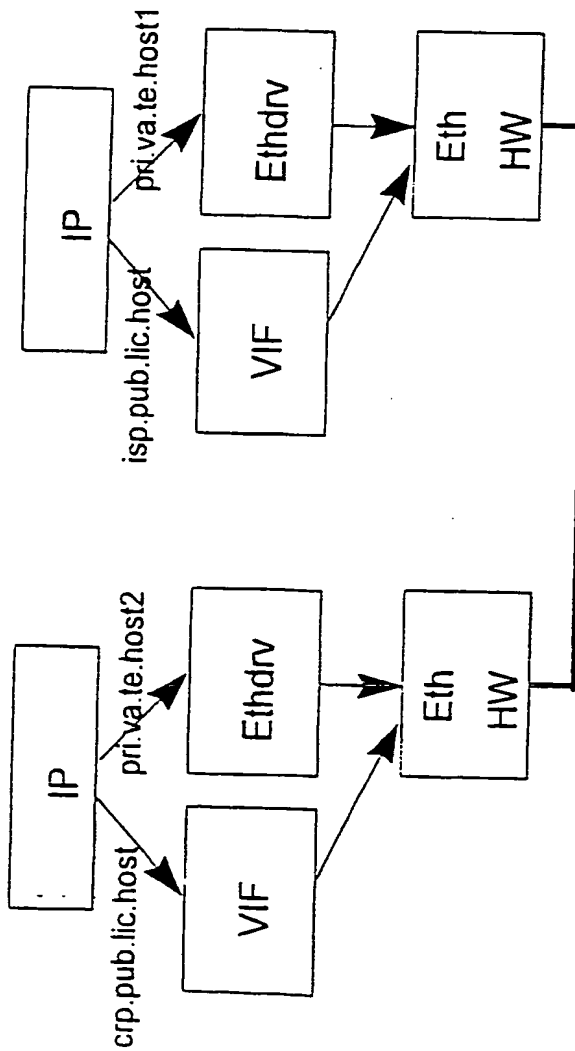 IP
crp.pub.lic.host
pri.va.te.host2
VIF
Ethdrv
Eth
HW
IP
isp.pub.lic.host
pri.va.te.host1
VIF
Ethdrv
Eth
HW